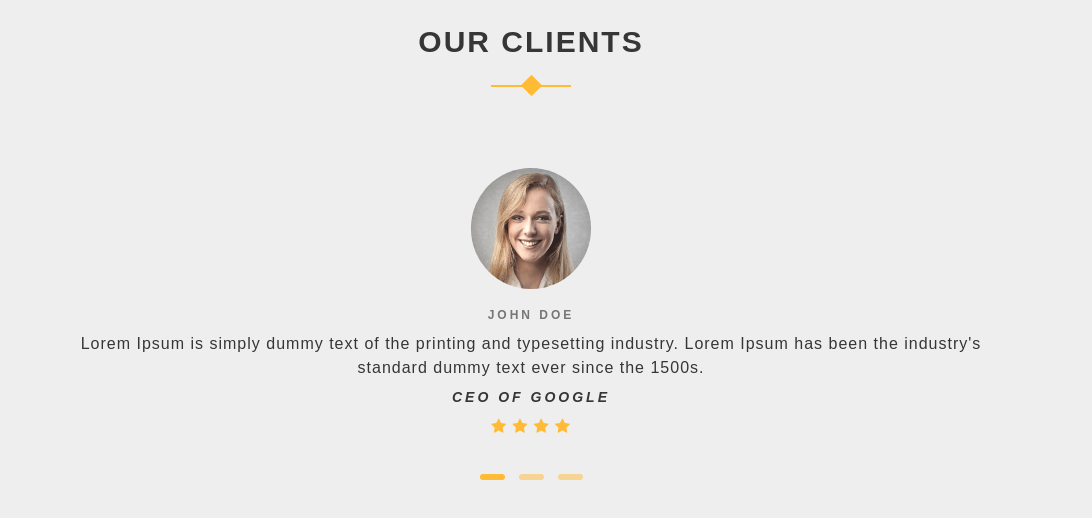 OUR CLIENTS
JOHN DOE
Lorem Ipsum is simply dummy text of the printing and typesetting industry. Lorem Ipsum has been the industry's
standard dummy text ever since the 1500s.
CEO OF GOOGLE